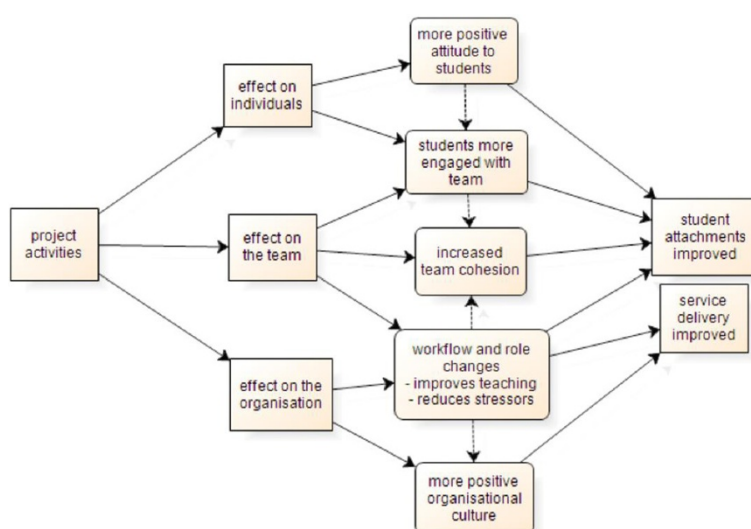 more positive
attitude to
students
effect on
individuals
students more
engaged with
team
project
activities
effect on
the team
increased
team cohesion
student
attachments
improved
service
delivery
improved
workflow and role
changes
- improves teaching
- reduces stressors
effect on the
organisation
more positive
organisational
culture